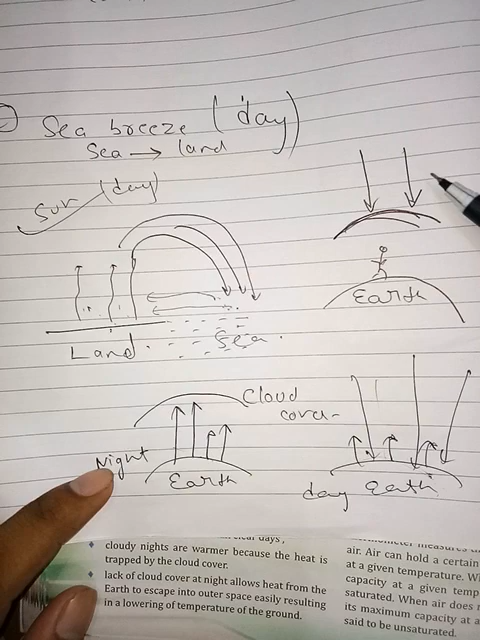 Sea breeze (day)
Sea → land
Sun (day)
Earth
Land.
Sea.
Cloud
cover
Night
Earth
day Earth
days,
cloudy nights are warmer because the heat is
trapped by the cloud cover.
lack of cloud cover at night allows heat from the
Earth to escape into outer space easily resulting
in a lowering of temperature of the ground.
measures
air. Air can hold a certain
at a given temperature. W
capacity at a given temp
saturated. When air does
its maximum capacity at a
said to be unsaturated.